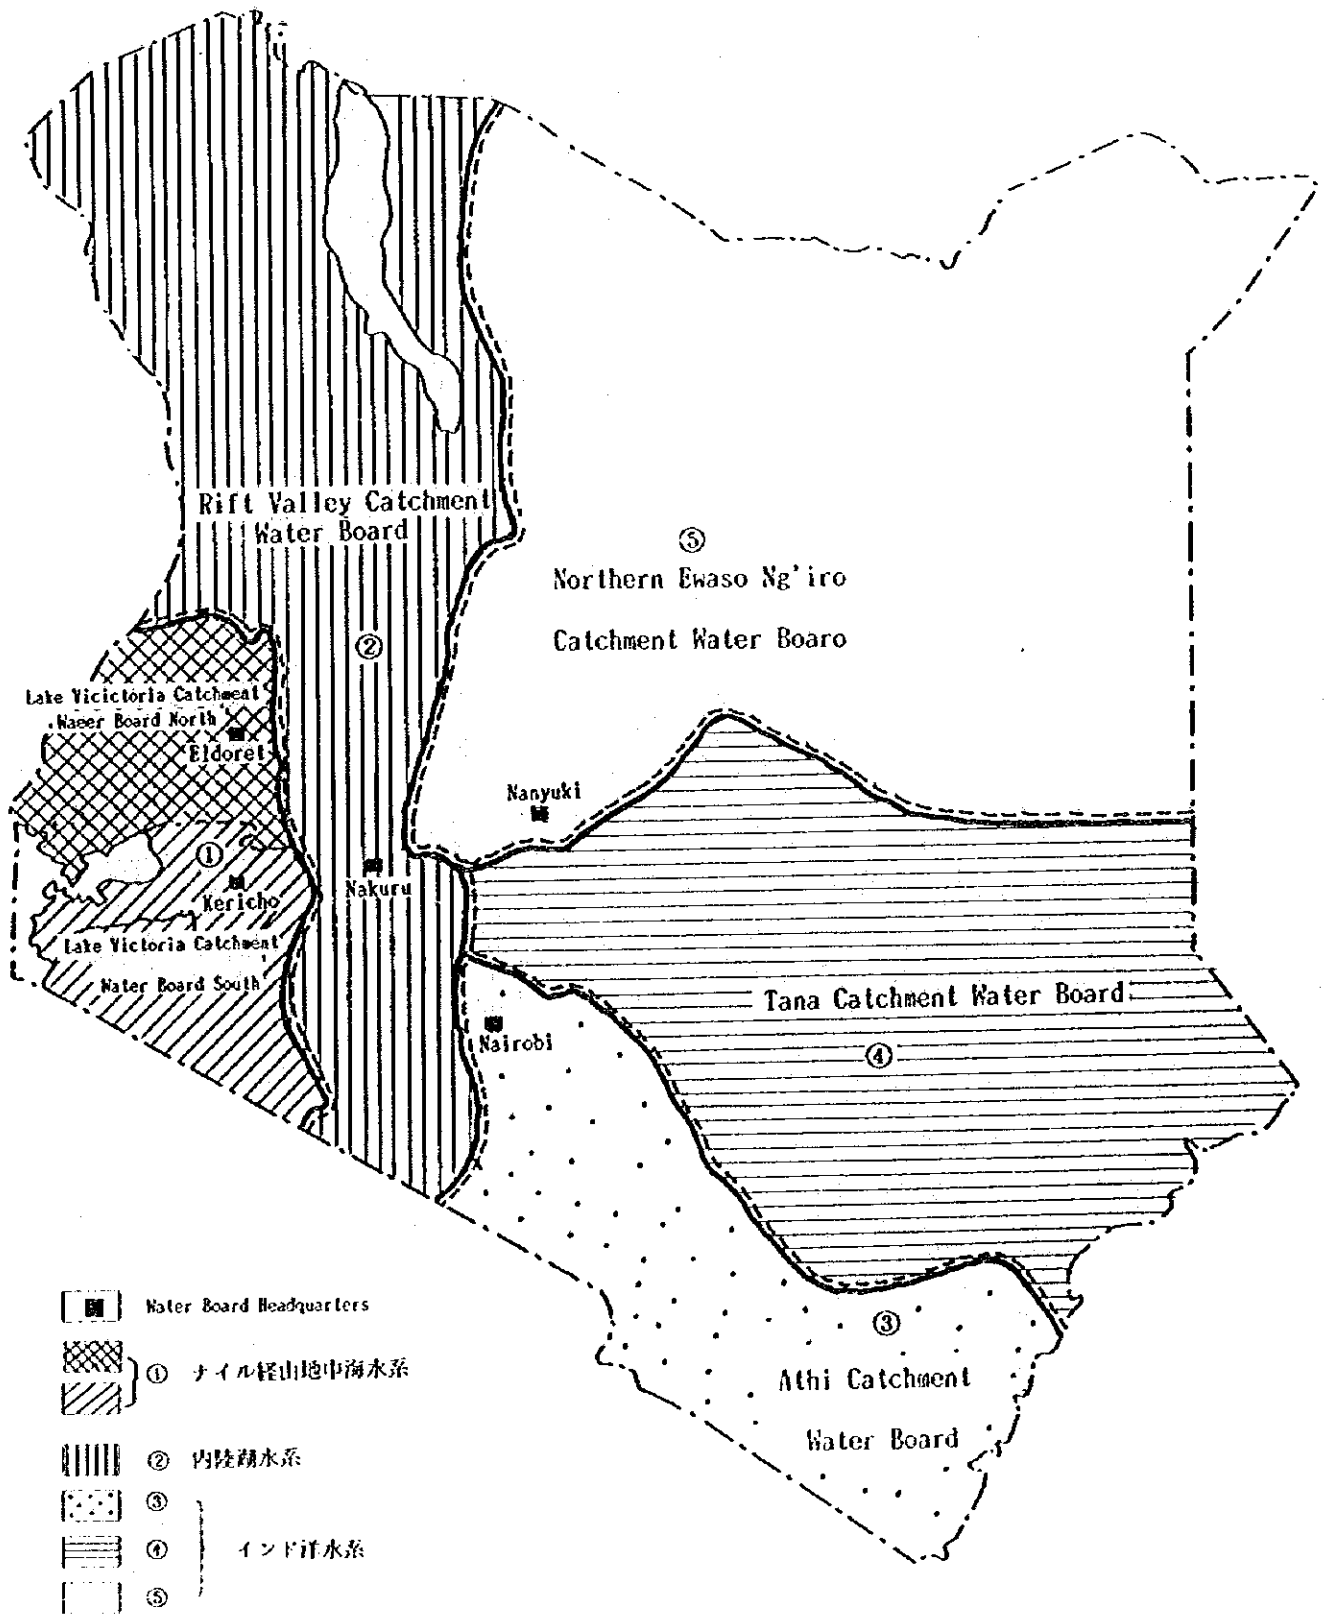 Rift Valley Catchment
Water Board
⑤
Northern Ewaso Ng'iro
Catchment Water Boaro
②
Lake Vicictoria Catchment
Waeer Board North
Eldoret
Nanyuki
①
Kericho
Nakuru
Lake Victoria Catchment
Water Board South
Tana Catchment Water Board
Nairobi
④
③
Athi Catchment
Water Board
Water Board Headquarters
① ナイル経由地中海水系
② 内陸湖水系
③
④ インド洋水系
⑤